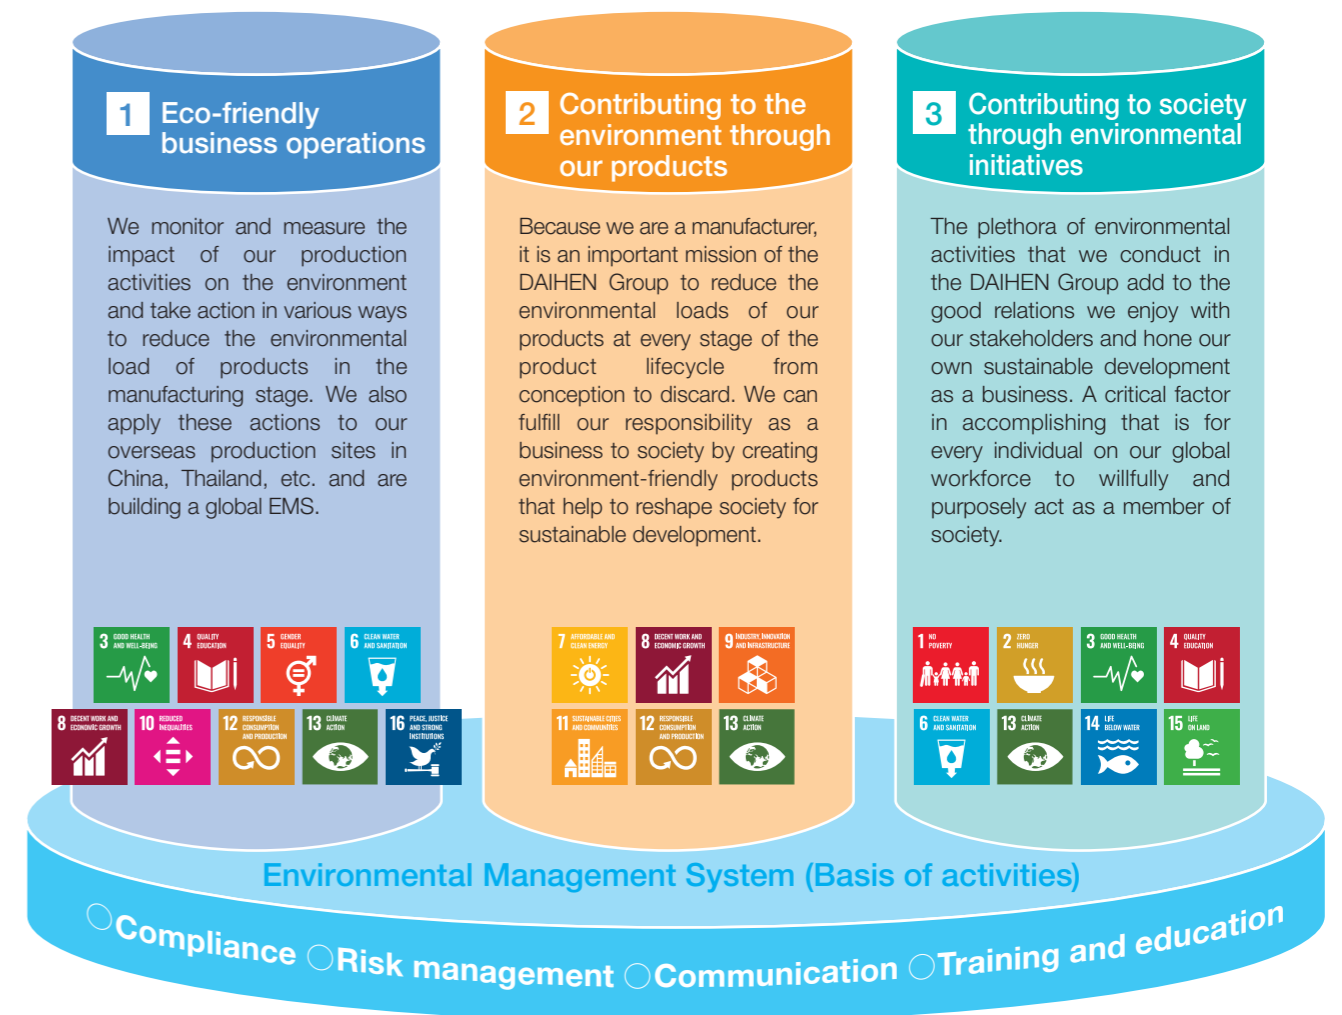 1
Eco-friendly
business operations
We monitor and measure the
impact of our production
activities on the environment
and take action in various ways
to reduce the environmental
load of products in the
manufacturing stage. We also
apply these actions to our
overseas production sites in
China, Thailand, etc. and are
building a global EMS.
3 GOOD HEALTH
AND WELL-BEING
4 QUALITY
EDUCATION
5 GENDER
EQUALITY
6 CLEAN WATER
AND SANITATION
8 DECENT WORK AND
ECONOMIC GROWTH
10 REDUCED
INEQUALITIES
12 RESPONSIBLE
CONSUMPTION
AND PRODUCTION
13 CLIMATE
ACTION
16 PEACE, JUSTICE
AND STRONG
INSTITUTIONS
2
Contributing to the
environment through
our products
Because we are a manufacturer,
it is an important mission of the
DAIHEN Group to reduce the
environmental loads of our
products at every stage of the
product lifecycle from
conception to discard. We can
fulfill our responsibility as a
business to society by creating
environment-friendly products
that help to reshape society for
sustainable development.
7 AFFORDABLE AND
CLEAN ENERGY
8 DECENT WORK AND
ECONOMIC GROWTH
9 INDUSTRY, INNOVATION
AND INFRASTRUCTURE
11 SUSTAINABLE CITIES
AND COMMUNITIES
12 RESPONSIBLE
CONSUMPTION
AND PRODUCTION
13 CLIMATE
ACTION
3
Contributing to society
through environmental
initiatives
The plethora of environmental
activities that we conduct in
the DAIHEN Group add to the
good relations we enjoy with
our stakeholders and hone our
own sustainable development
as a business. A critical factor
in accomplishing that is for
every individual on our global
workforce to willfully and
purposely act as a member of
society.
1 NO
POVERTY
2 ZERO
HUNGER
3 GOOD HEALTH
AND WELL-BEING
4 QUALITY
EDUCATION
6 CLEAN WATER
AND SANITATION
13 CLIMATE
ACTION
14 LIFE
BELOW WATER
15 LIFE
ON LAND
Environmental Management System (Basis of activities)
○Compliance ○Risk management ○Communication ○Training and education